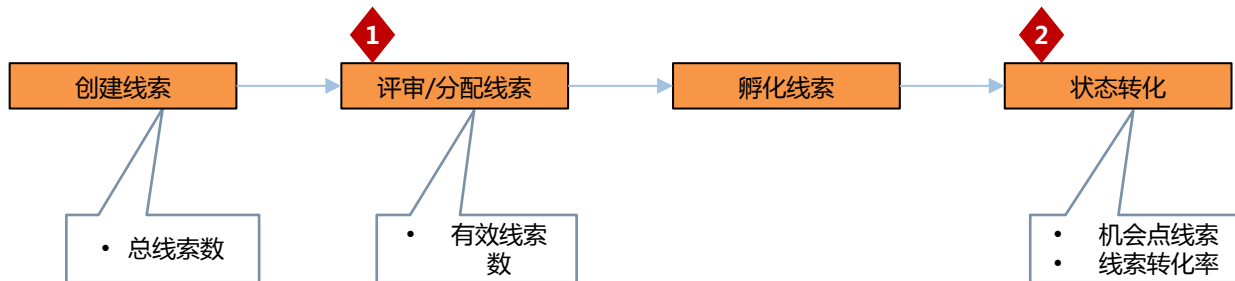 1
2
创建线索
评审/分配线索
孵化线索
状态转化
• 总线索数
• 有效线索
数
• 机会点线索
• 线索转化率